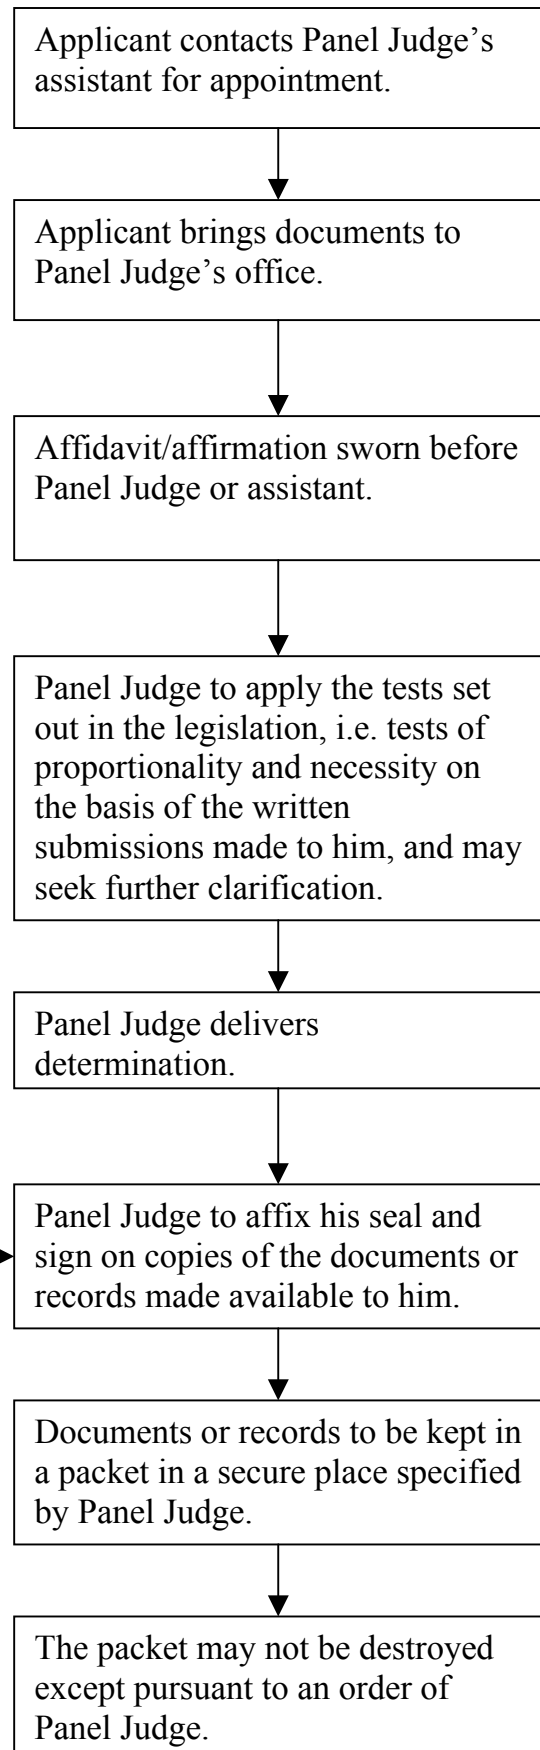 Applicant contacts Panel Judge’s
assistant for appointment.
Applicant brings documents to
Panel Judge’s office.
Affidavit/affirmation sworn before
Panel Judge or assistant.
Panel Judge to apply the tests set
out in the legislation, i.e. tests of
proportionality and necessity on
the basis of the written
submissions made to him, and may
seek further clarification.
Panel Judge delivers
determination.
Panel Judge to affix his seal and
sign on copies of the documents or
records made available to him.
Documents or records to be kept in
a packet in a secure place specified
by Panel Judge.
The packet may not be destroyed
except pursuant to an order of
Panel Judge.